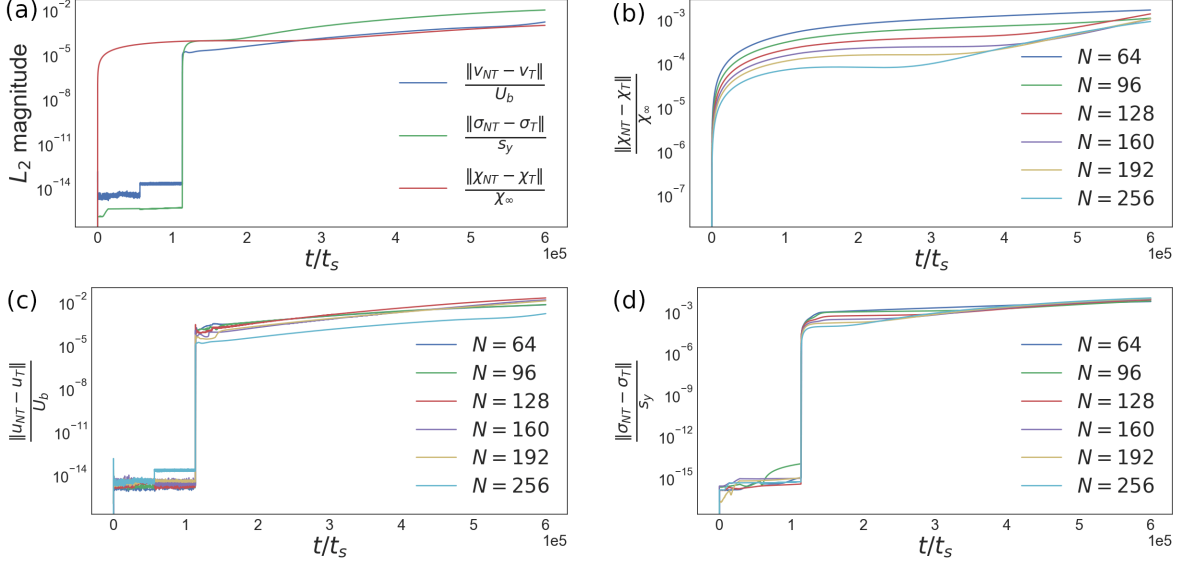 (a)
L₂ magnitude
10⁻²
10⁻⁵
10⁻⁸
10⁻¹¹
10⁻¹⁴
‖v_NT − v_T‖
U_b
‖σ_NT − σ_T‖
s_y
‖χ_NT − χ_T‖
χ_∞
0 1 2 3 4 5 6
1e5
t/t_s
(b)
‖χ_NT − χ_T‖
χ_∞
10⁻³
10⁻⁴
10⁻⁵
10⁻⁶
10⁻⁷
N = 64
N = 96
N = 128
N = 160
N = 192
N = 256
0 1 2 3 4 5 6
1e5
t/t_s
(c)
‖u_NT − u_T‖
U_b
10⁻²
10⁻⁵
10⁻⁸
10⁻¹¹
10⁻¹⁴
N = 64
N = 96
N = 128
N = 160
N = 192
N = 256
0 1 2 3 4 5 6
1e5
t/t_s
(d)
‖σ_NT − σ_T‖
s_y
10⁻³
10⁻⁶
10⁻⁹
10⁻¹²
10⁻¹⁵
N = 64
N = 96
N = 128
N = 160
N = 192
N = 256
0 1 2 3 4 5 6
1e5
t/t_s